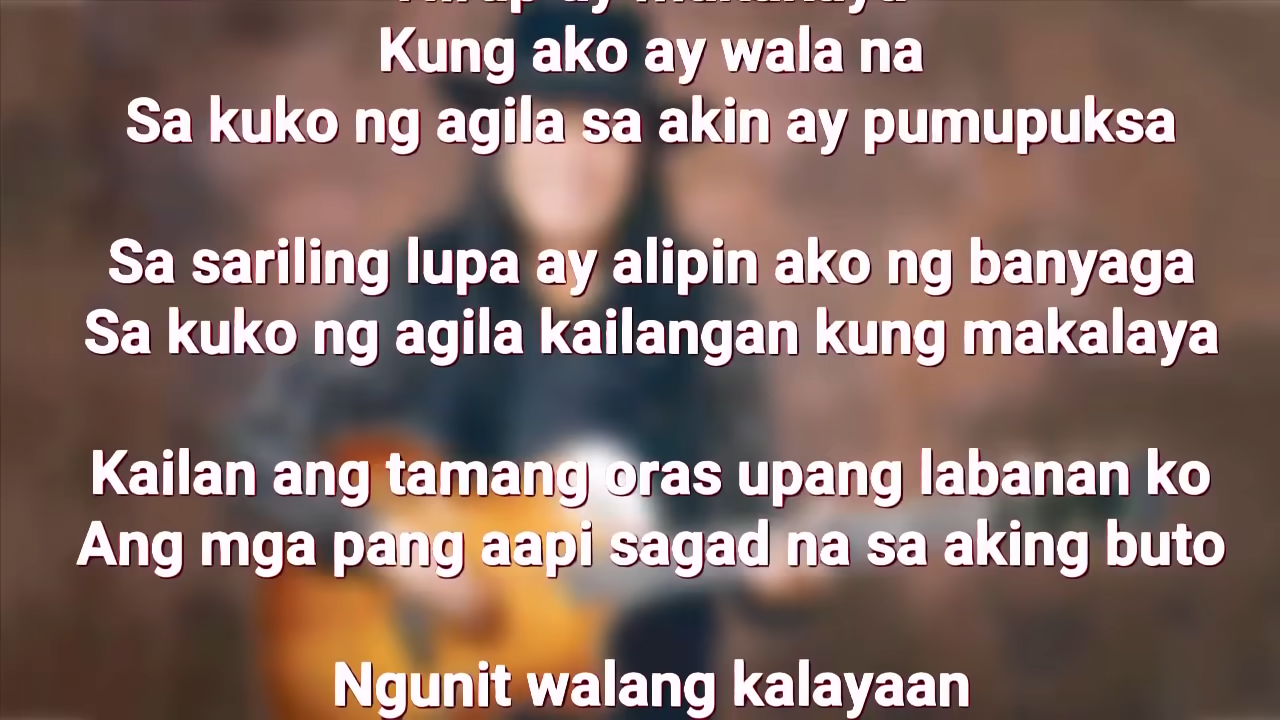 Kung ako ay wala na
Sa kuko ng agila sa akin ay pumupuksa
Sa sariling lupa ay alipin ako ng banyaga
Sa kuko ng agila kailangan kung makalaya
Kailan ang tamang oras upang labanan ko
Ang mga pang aapi sagad na sa aking buto
Ngunit walang kalayaan